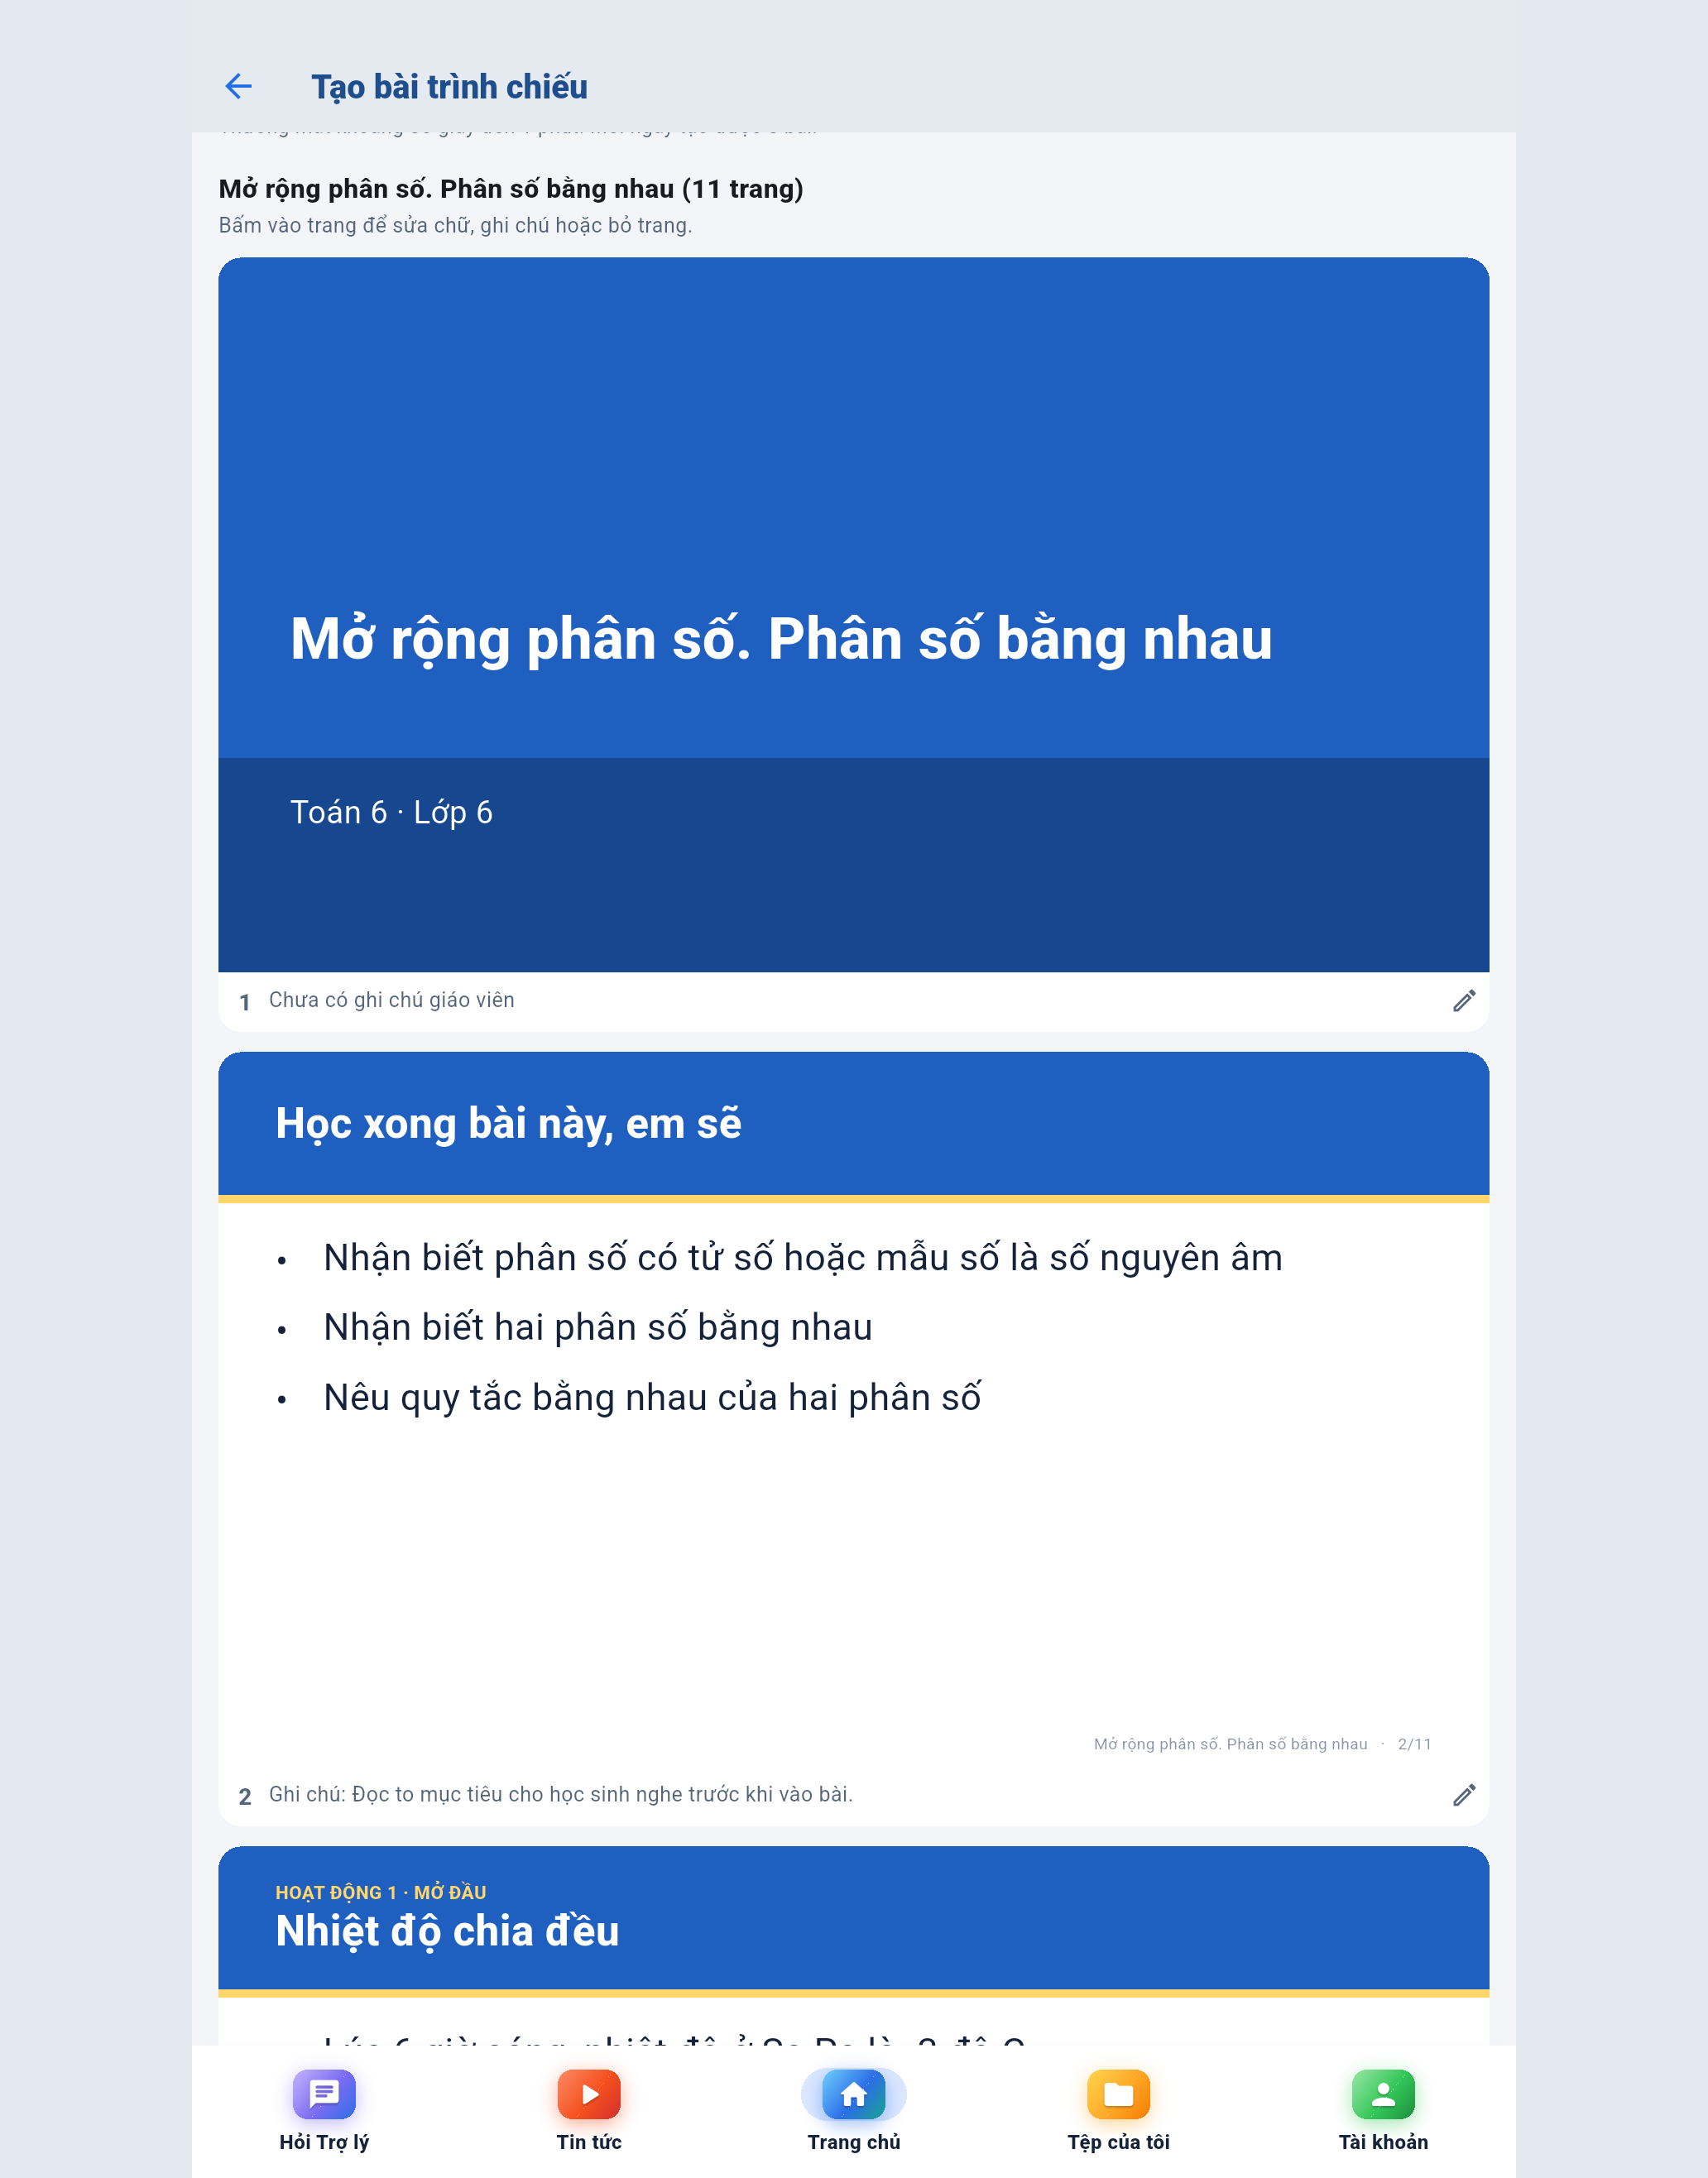 Tạo bài trình chiếu
Mở rộng phân số. Phân số bằng nhau (11 trang)
Bấm vào trang để sửa chữ, ghi chú hoặc bỏ trang.
Mở rộng phân số. Phân số bằng nhau
Toán 6 · Lớp 6
1 Chưa có ghi chú giáo viên
Học xong bài này, em sẽ
• Nhận biết phân số có tử số hoặc mẫu số là số nguyên âm
• Nhận biết hai phân số bằng nhau
• Nêu quy tắc bằng nhau của hai phân số
Mở rộng phân số. Phân số bằng nhau · 2/11
2 Ghi chú: Đọc to mục tiêu cho học sinh nghe trước khi vào bài.
HOẠT ĐỘNG 1 · MỞ ĐẦU
Nhiệt độ chia đều
Hỏi Trợ lý
Tin tức
Trang chủ
Tệp của tôi
Tài khoản